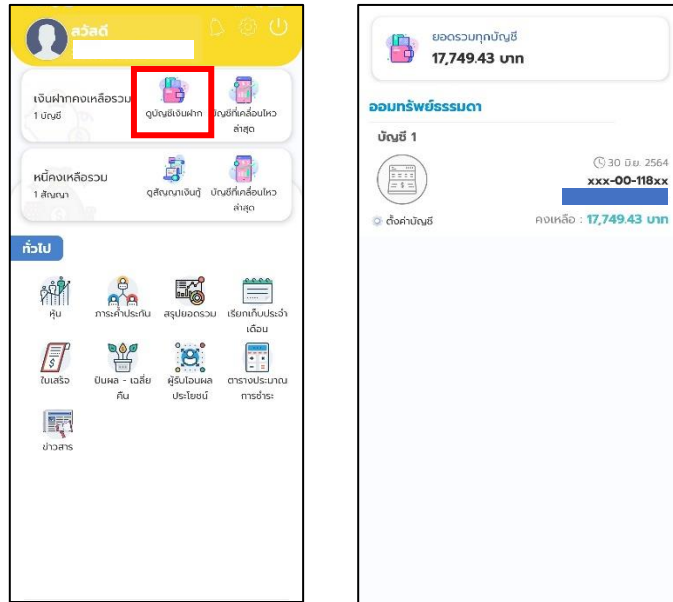 สวัสดี
เงินฝากคงเหลือรวม
1 บัญชี
ดูบัญชีเงินฝาก
บัญชีที่เคลื่อนไหว
ล่าสุด
หนี้คงเหลือรวม
1 สัญญา
ดูสัญญาเงินกู้
บัญชีที่เคลื่อนไหว
ล่าสุด
ทั่วไป
หุ้น
ภาระค้ำประกัน
สรุปยอดรวม
เรียกเก็บประจำ
เดือน
ใบเสร็จ
ปันผล - เฉลี่ย
คืน
ผู้รับโอนผล
ประโยชน์
ตารางประมาณ
การชำระ
ข่าวสาร
ยอดรวมทุกบัญชี
17,749.43 บาท
ออมทรัพย์ธรรมดา
บัญชี 1
30 มิ.ย. 2564
xxx-00-118xx
ตั้งค่าบัญชี
คงเหลือ : 17,749.43 บาท